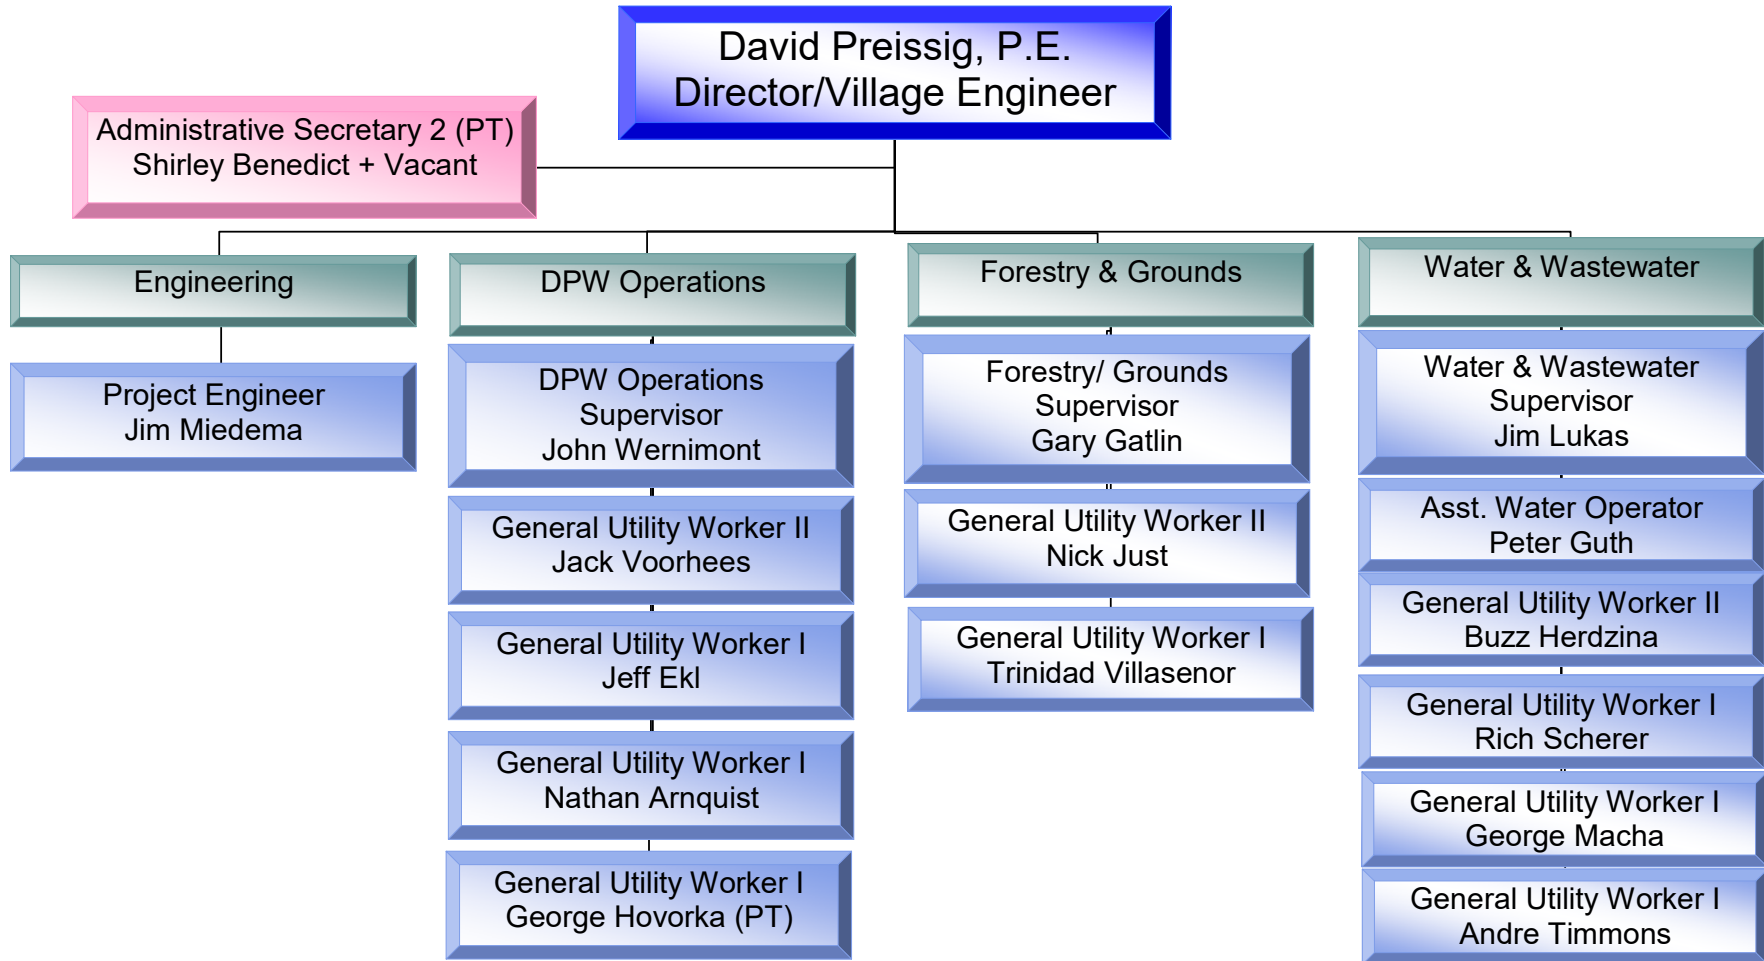 David Preissig, P.E.
Director/Village Engineer
Administrative Secretary 2 (PT)
Shirley Benedict + Vacant
Engineering
Project Engineer
Jim Miedema
DPW Operations
DPW Operations
Supervisor
John Wernimont
General Utility Worker II
Jack Voorhees
General Utility Worker I
Jeff Ekl
General Utility Worker I
Nathan Arnquist
General Utility Worker I
George Hovorka (PT)
Forestry & Grounds
Forestry/ Grounds
Supervisor
Gary Gatlin
General Utility Worker II
Nick Just
General Utility Worker I
Trinidad Villasenor
Water & Wastewater
Water & Wastewater
Supervisor
Jim Lukas
Asst. Water Operator
Peter Guth
General Utility Worker II
Buzz Herdzina
General Utility Worker I
Rich Scherer
General Utility Worker I
George Macha
General Utility Worker I
Andre Timmons